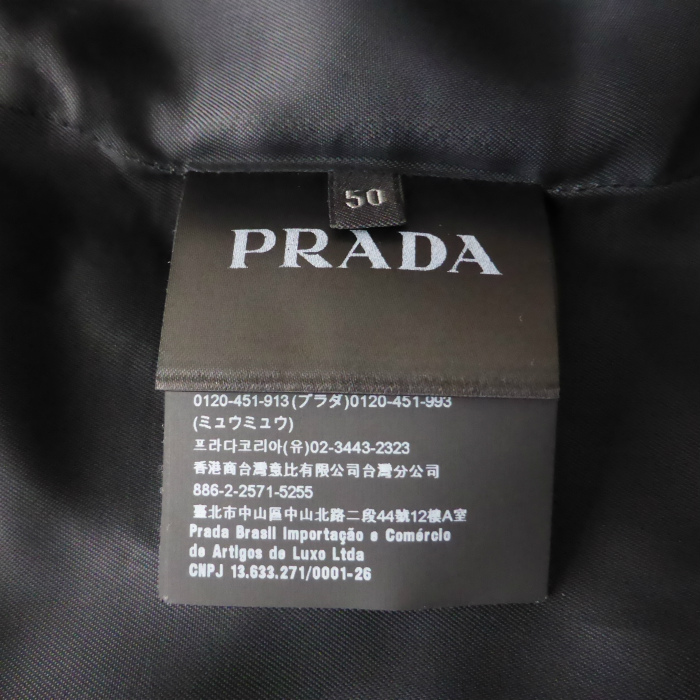 50
PRADA
0120-451-913(プラダ)0120-451-993
(ミュウミュウ)
프라다코리아(유)02-3443-2323
香港商台灣意比有限公司台灣分公司
886-2-2571-5255
臺北市中山區中山北路二段44號12樓A室
Prada Brasil Importação e Comércio
de Artigos de Luxo Ltda
CNPJ 13.633.271/0001-26